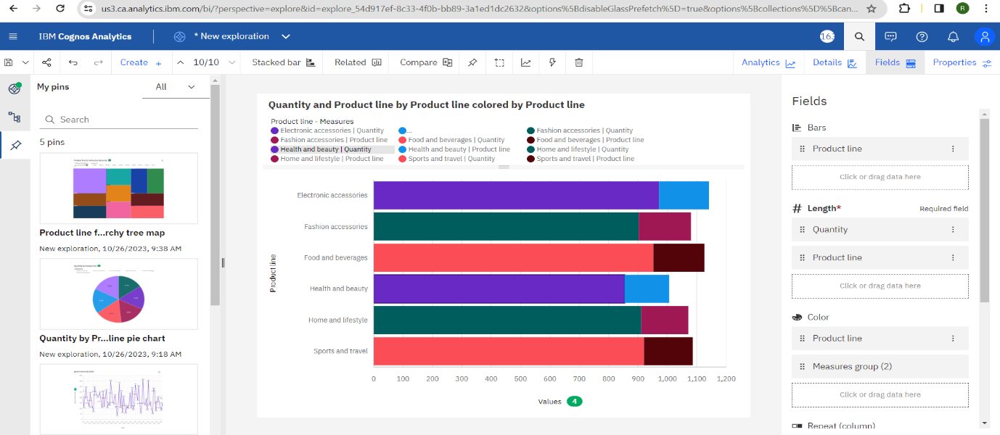 us3.ca.analytics.ibm.com/bi/?perspective=explore&id=explore_54d917ef-8c33-4f0b-bb89-3a1ed1dc2632&options%5BdisableGlassPrefetch%5D=true&options%5Bcollections%5D%5Bcan...
R
IBM Cognos Analytics
* New exploration
163
Create +
10/10
Stacked bar
Related
Compare
Analytics
Details
Fields
Properties
My pins
All
Search
5 pins
Product line f...rchy tree map
New exploration, 10/26/2023, 9:38 AM
Quantity by Pr...line pie chart
New exploration, 10/26/2023, 9:18 AM
Quantity and Product line by Product line colored by Product line
Product line - Measures
Electronic accessories | Quantity
...
Fashion accessories | Quantity
Fashion accessories | Product line
Food and beverages | Quantity
Food and beverages | Product line
Health and beauty | Quantity
Health and beauty | Product line
Home and lifestyle | Quantity
Home and lifestyle | Product line
Sports and travel | Quantity
Sports and travel | Product line
Product line
Electronic accessories
Fashion accessories
Food and beverages
Health and beauty
Home and lifestyle
Sports and travel
0 100 200 300 400 500 600 700 800 900 1,000 1,100 1,200
Values 4
Fields
Bars
Product line
Click or drag data here
Length*
Required field
Quantity
Product line
Click or drag data here
Color
Product line
Measures group (2)
Click or drag data here
Repeat (column)